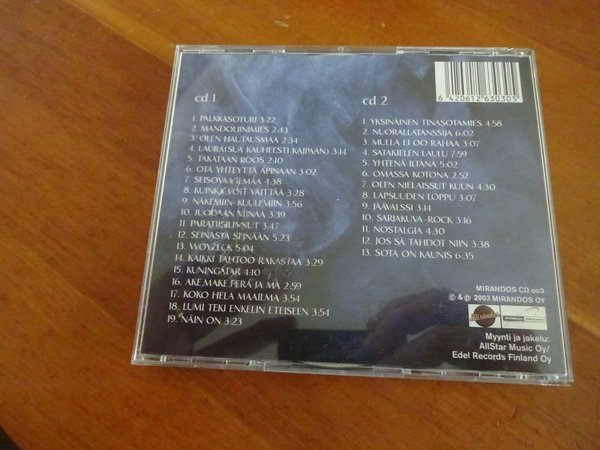 cd 1
1. PALKKASOTURI 3.22
2. MANDOLIINIMIES 2.43
3. OLEN HAUTAUSMAA 2.34
4. LAURA(SUA KAUHEESTI KAIPAAN) 3.14
5. TAKATAAN ROOS 2.10
6. OTA YHTEYTTÄ APINAAN 3.02
7. SEISOVAA ILMAA 4.38
8. KUINKA VOIT VÄITTÄÄ 3.28
9. NÄKEMIIN-KUULEMIIN 3.56
10. JUODAAN MINAA 3.39
11. PARATIISILINNUT 3.47
12. SEINÄSTÄ SEINÄÄN 5.23
13. WOYZECK 5.04
14. KAIKKI TAHTOO RAKASTAA 3.29
15. KUNINGATAR 4.10
16. AKE,MAKE,PERA JA MÄ 2.59
17. KOKO HELA MAAILMA 3.54
18. LUMI TEKI ENKELIN ETEISEEN 3.54
19. NÄIN ON 3.23
cd 2
1. YKSINÄINEN TINASOTAMIES 4.58
2. NUORALLATANSSIJA 6.02
3. MULLA EI OO RAHAA 3.07
4. SATAKIELEN LAULU 7.59
5. YHTENÄ ILTANA 5.02
6. OMASSA KOTONA 2.52
7. OLEN NIELAISSUT KUUN 4.30
8. LAPSUUDEN LOPPU 3.07
9. JÄÄVALSSI 3.14
10. SARJAKUVA-ROCK 3.16
11. NOSTALGIA 4.30
12. JOS SÄ TAHDOT NIIN 3.38
13. SOTA ON KAUNIS 6.35
6 420612 630305
MIRANDOS CD 003
© & ℗ 2003 MIRANDOS OY
Myynti ja jakelu:
AllStar Music Oy/
Edel Records Finland Oy